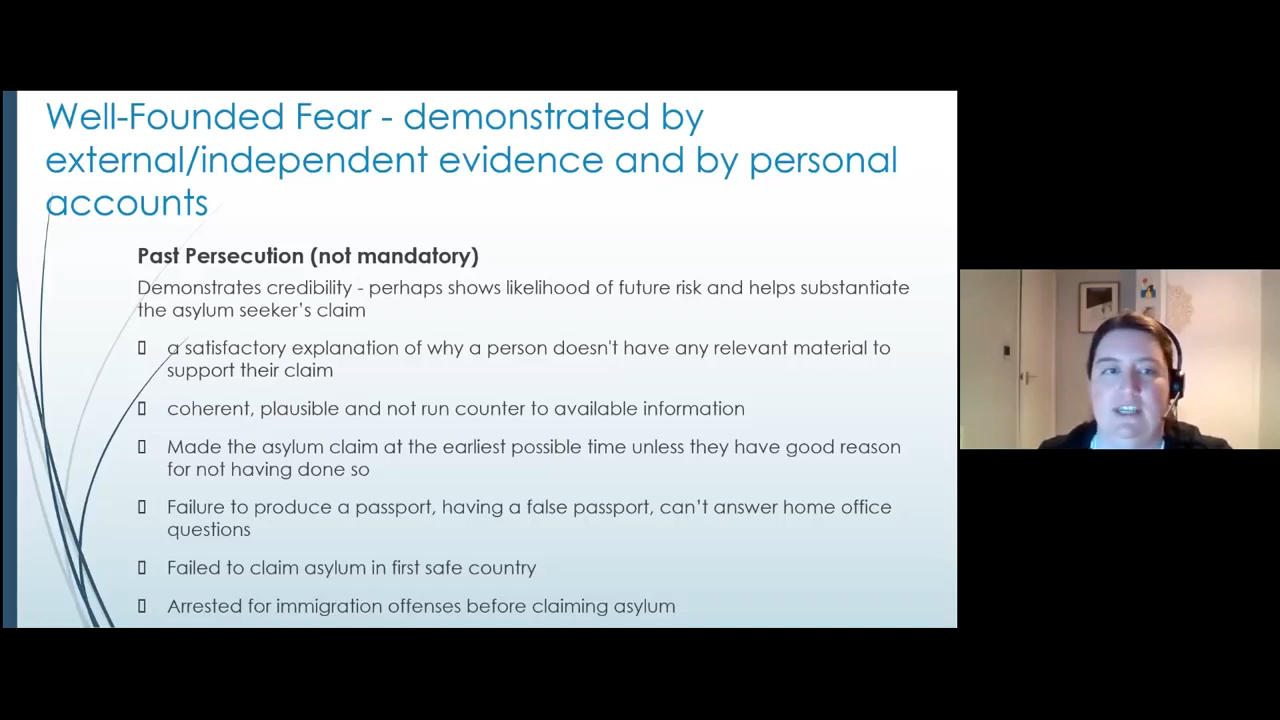 Well-Founded Fear - demonstrated by
external/independent evidence and by personal
accounts
Past Persecution (not mandatory)
Demonstrates credibility - perhaps shows likelihood of future risk and helps substantiate
the asylum seeker's claim
a satisfactory explanation of why a person doesn't have any relevant material to
support their claim
coherent, plausible and not run counter to available information
Made the asylum claim at the earliest possible time unless they have good reason
for not having done so
Failure to produce a passport, having a false passport, can't answer home office
questions
Failed to claim asylum in first safe country
Arrested for immigration offenses before claiming asylum